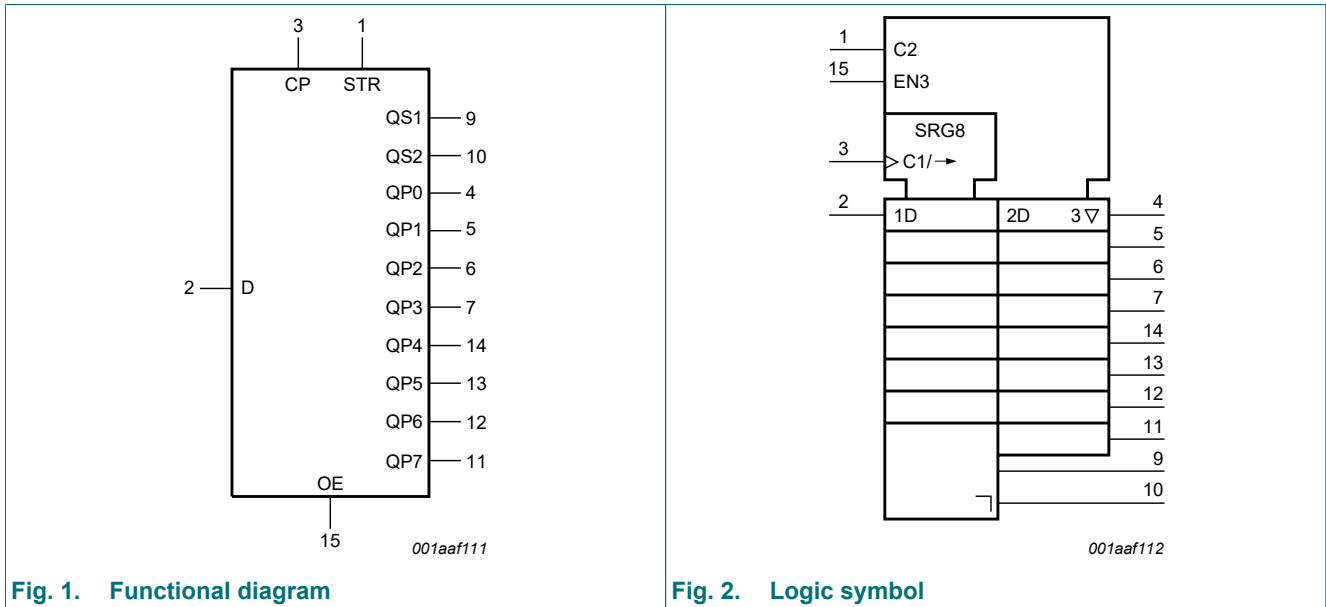 3 1
CP STR
QS1 9
QS2 10
QP0 4
QP1 5
QP2 6
QP3 7
2 D
QP4 14
QP5 13
QP6 12
QP7 11
OE
15
001aaf111
Fig. 1. Functional diagram
1 C2
15 EN3
SRG8
3 C1/→
2 1D 2D 3▽ 4
5
6
7
14
13
12
11
9
10
001aaf112
Fig. 2. Logic symbol